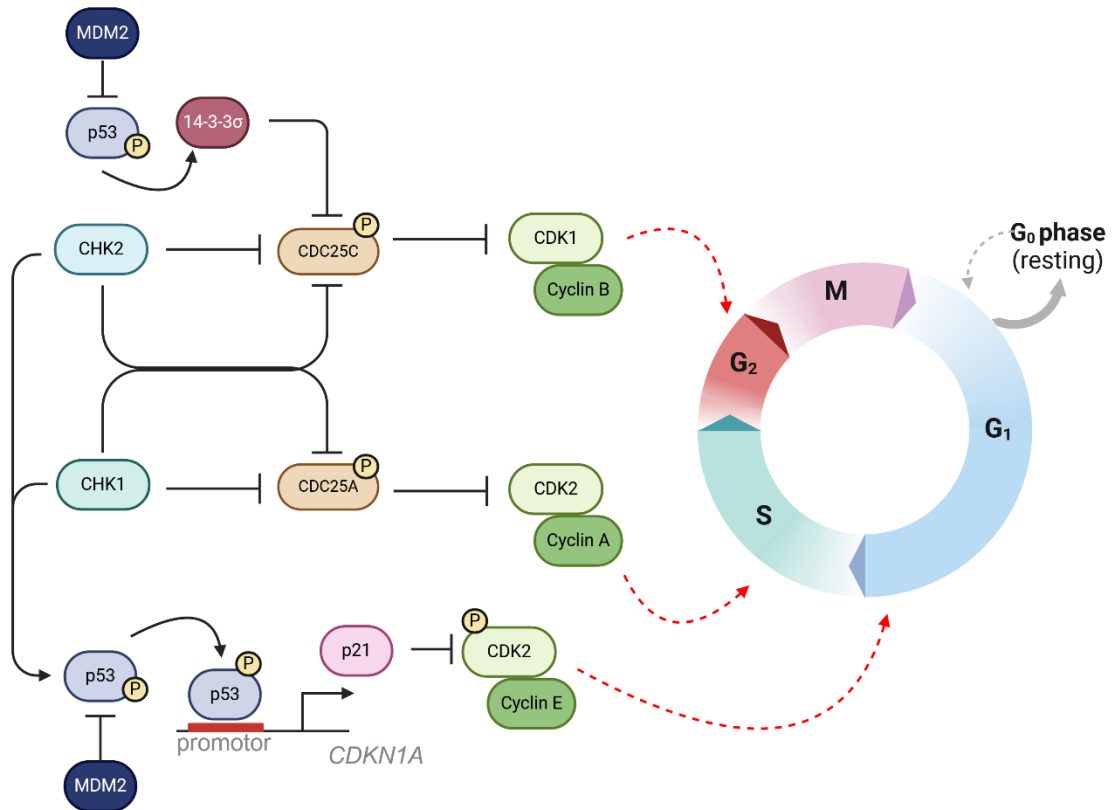 MDM2
p53
P
14-3-3σ
CHK2
P
CDC25C
CDK1
Cyclin B
G₀ phase
(resting)
M
G₂
G₁
S
CHK1
P
CDC25A
CDK2
Cyclin A
p53
P
P
p53
promotor
CDKN1A
p21
P
CDK2
Cyclin E
MDM2